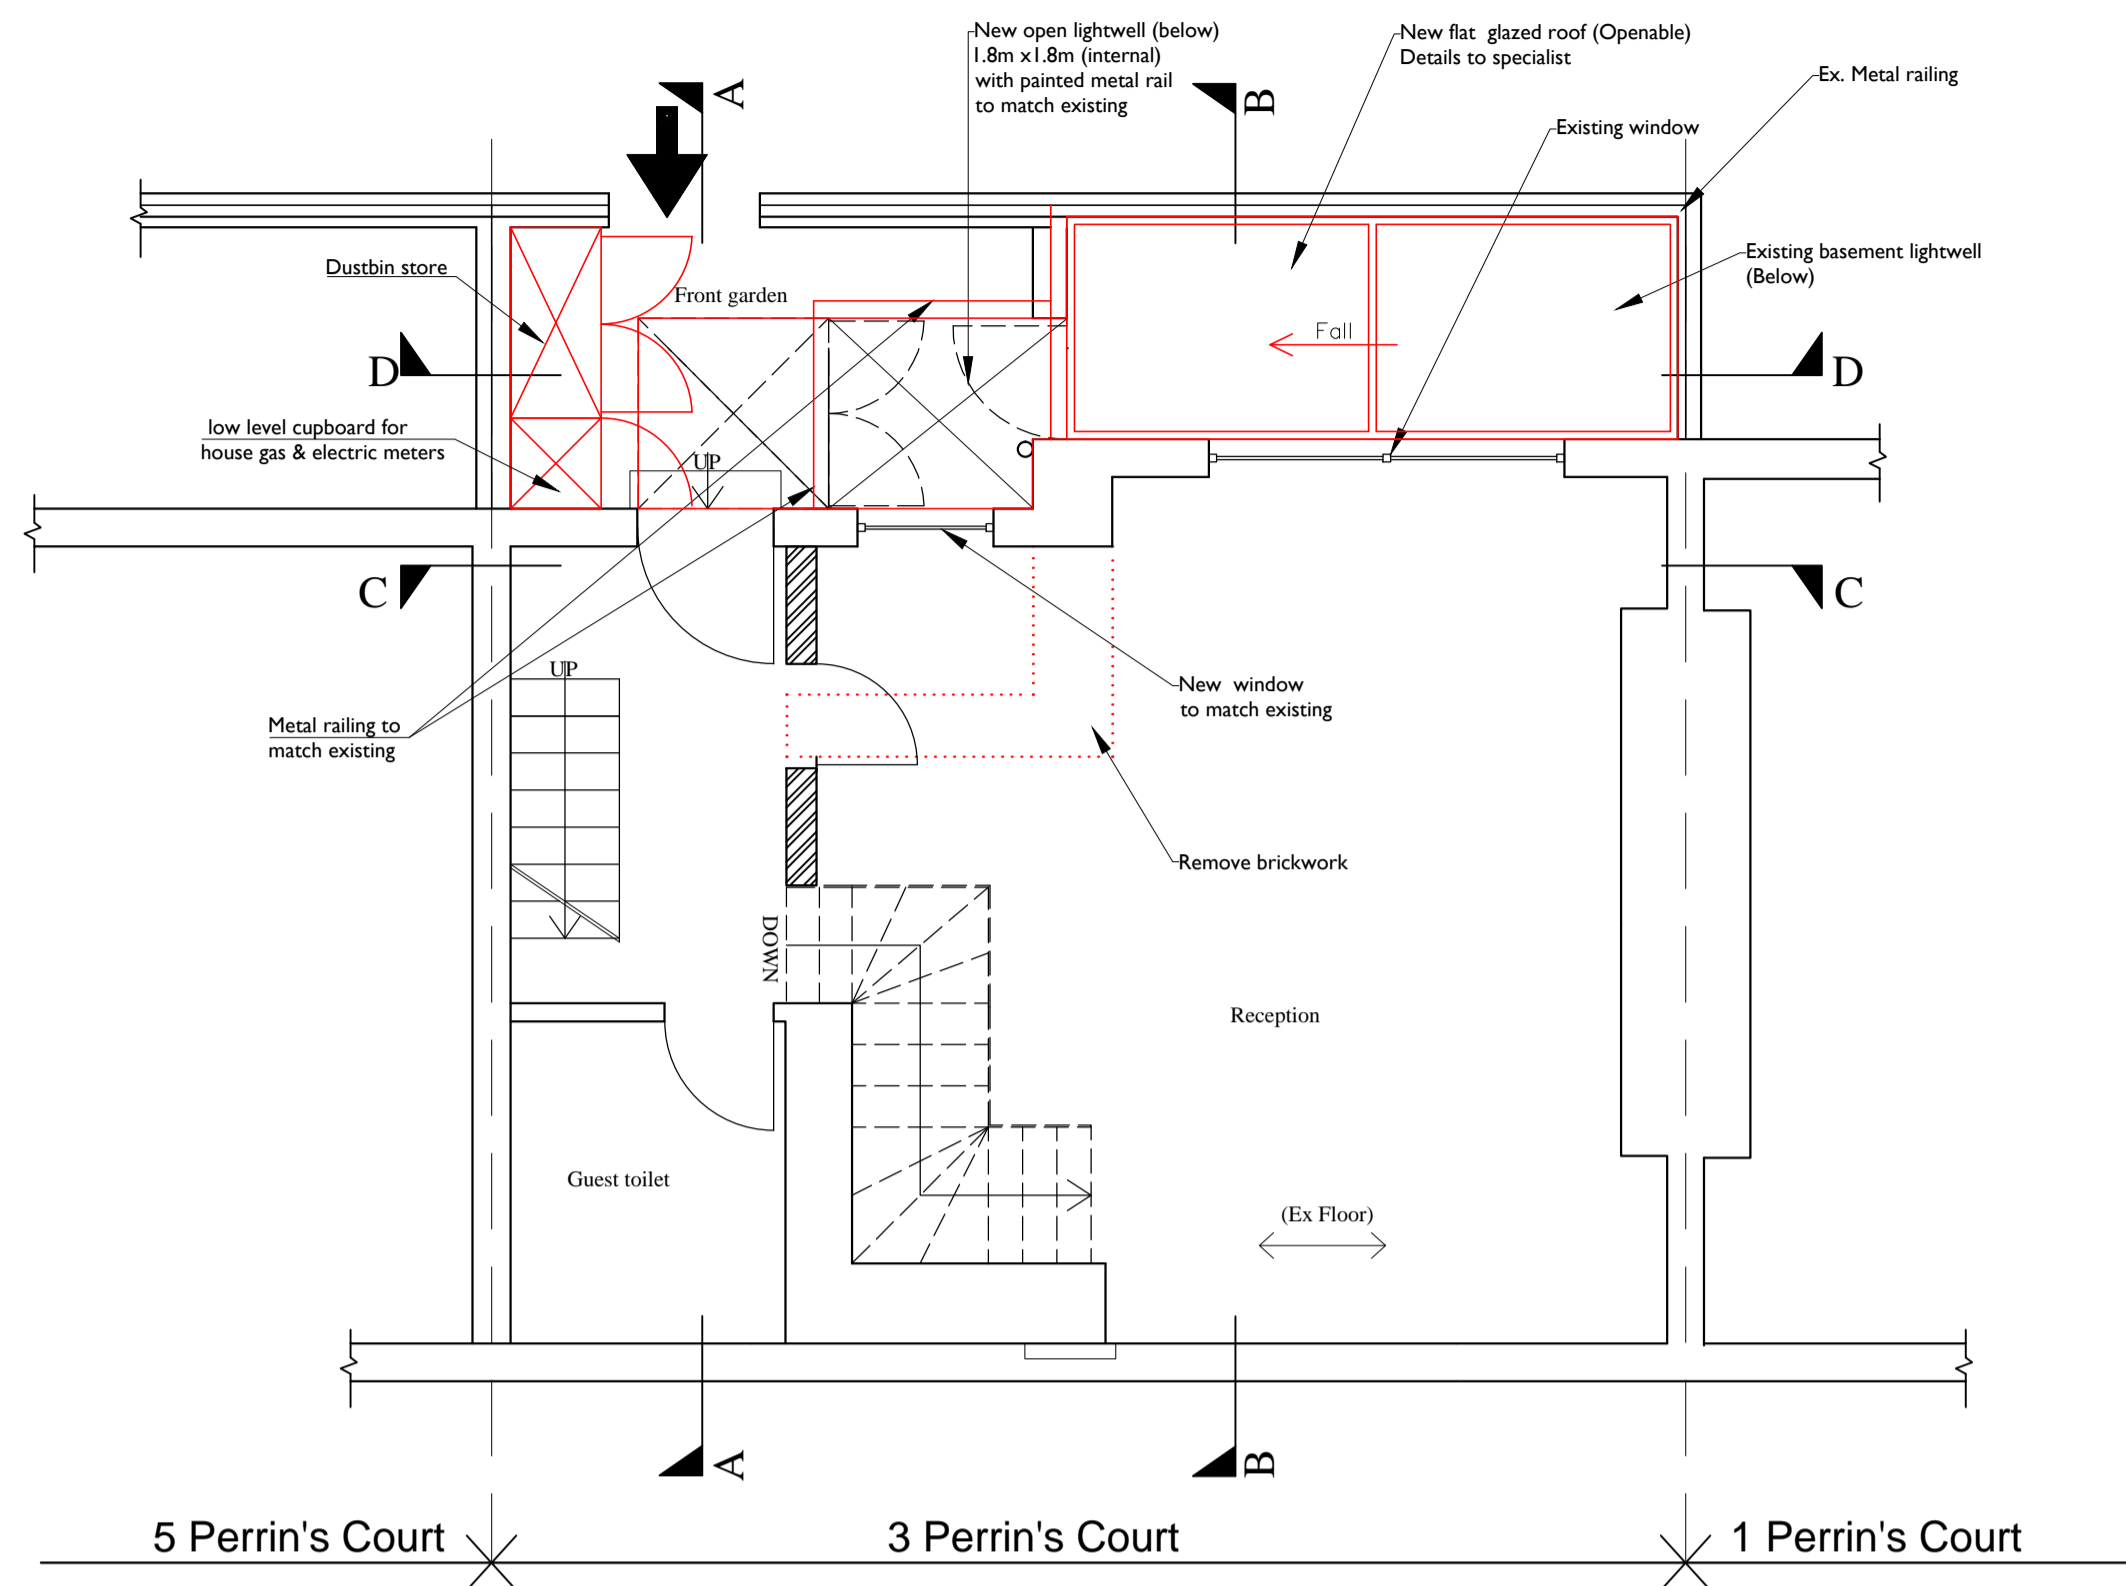 New open lightwell (below)
1.8m x1.8m (internal)
with painted metal rail
to match existing
New flat glazed roof (Openable)
Details to specialist
Ex. Metal railing
Existing window
A
B
Dustbin store
Front garden
Existing basement lightwell
(Below)
Fall
D
D
low level cupboard for
house gas & electric meters
UP
C
C
UP
New window
to match existing
Metal railing to
match existing
Remove brickwork
DOWN
Reception
Guest toilet
(Ex Floor)
A
B
5 Perrin's Court
3 Perrin's Court
1 Perrin's Court